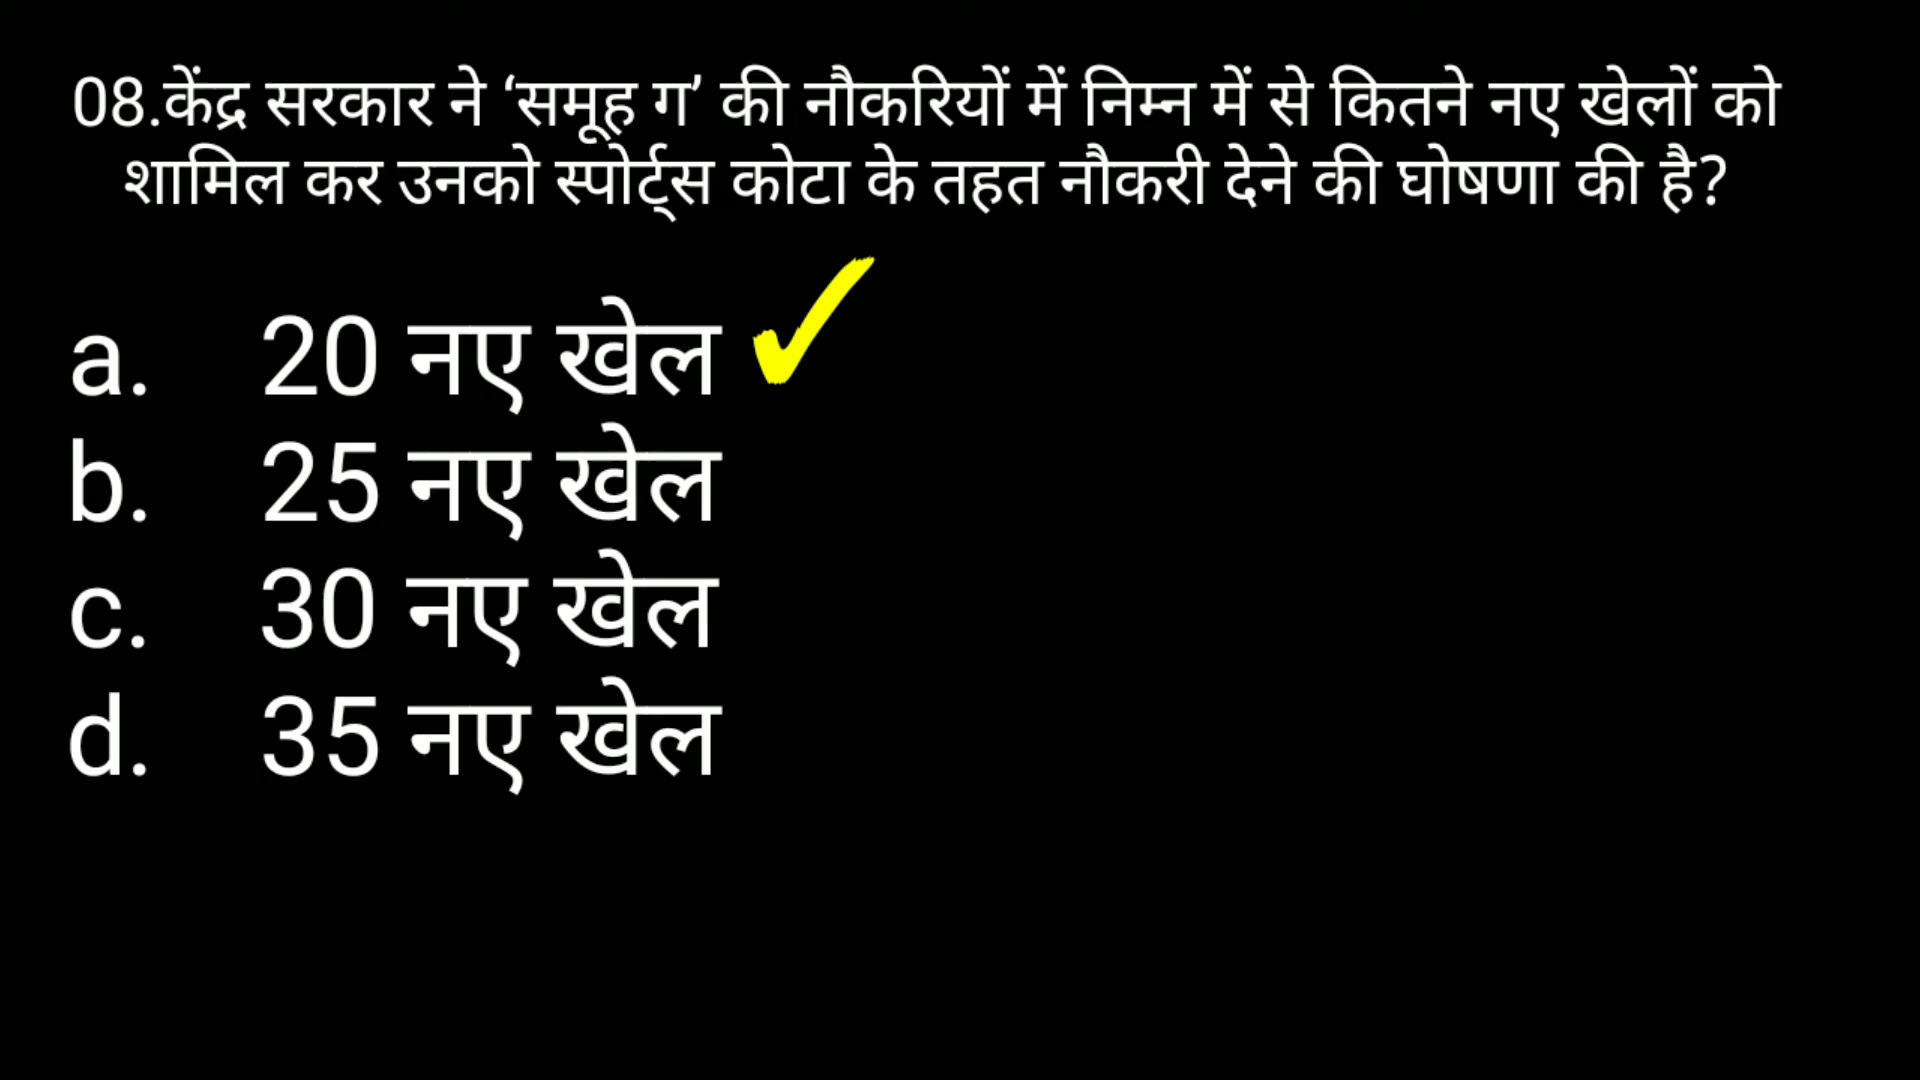 08.केंद्र सरकार ने ‘समूह ग’ की नौकरियों में निम्न में से कितने नए खेलों को
शामिल कर उनको स्पोर्ट्स कोटा के तहत नौकरी देने की घोषणा की है?
a. 20 नए खेल
b. 25 नए खेल
c. 30 नए खेल
d. 35 नए खेल